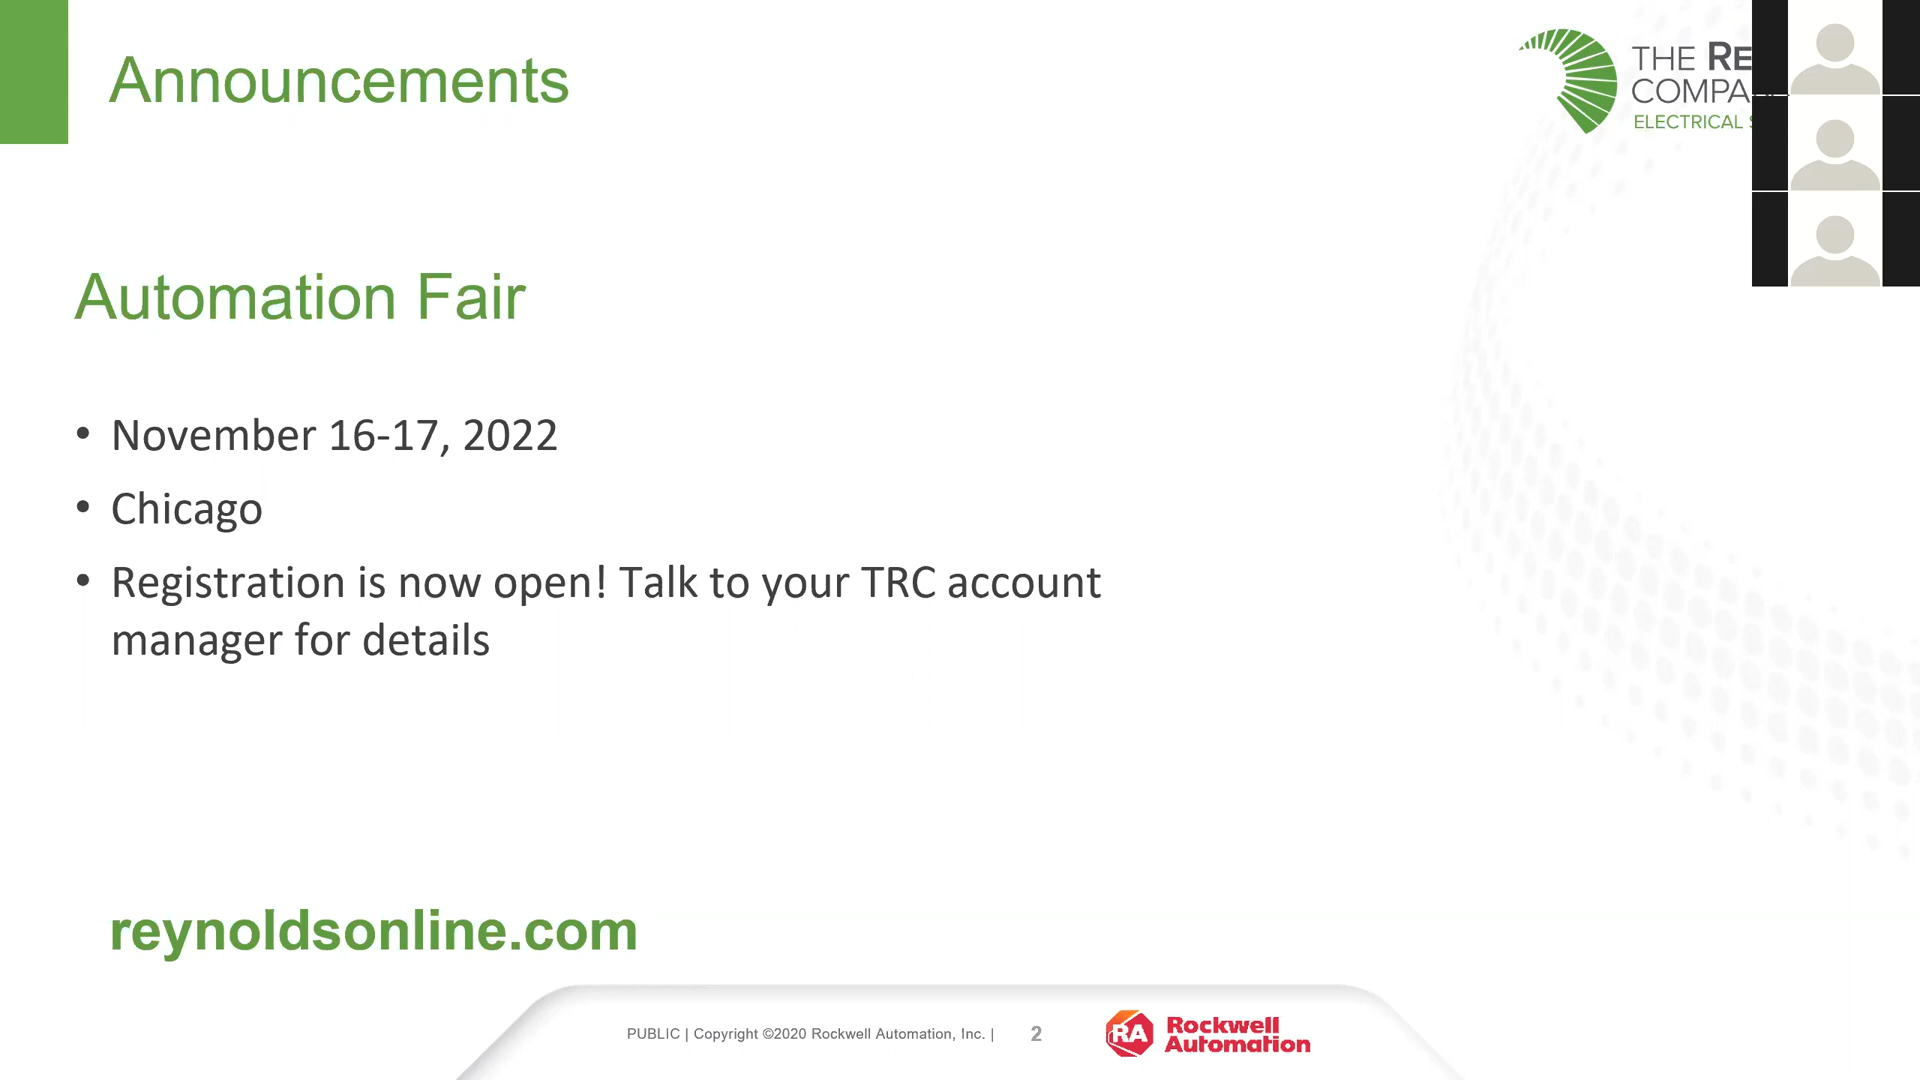 Announcements
THE
COMPA
ELECTRICAL
Automation Fair
• November 16-17, 2022
• Chicago
• Registration is now open! Talk to your TRC account
manager for details
reynoldsonline.com
PUBLIC | Copyright ©2020 Rockwell Automation, Inc. |
2
RA
Rockwell
Automation